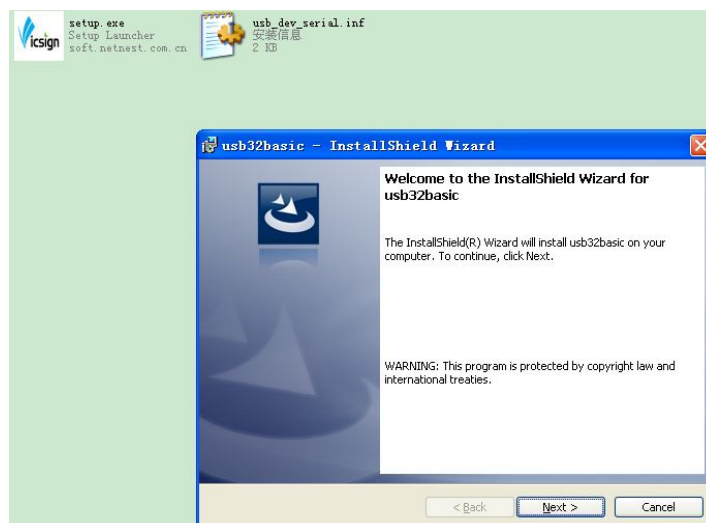 icsign
setup.exe
Setup Launcher
soft.netnest.com.cn
usb_dev_serial.inf
安装信息
2 KB
usb32basic - InstallShield Wizard
Welcome to the InstallShield Wizard for
usb32basic
The InstallShield(R) Wizard will install usb32basic on your
computer. To continue, click Next.
WARNING: This program is protected by copyright law and
international treaties.
< Back
Next >
Cancel